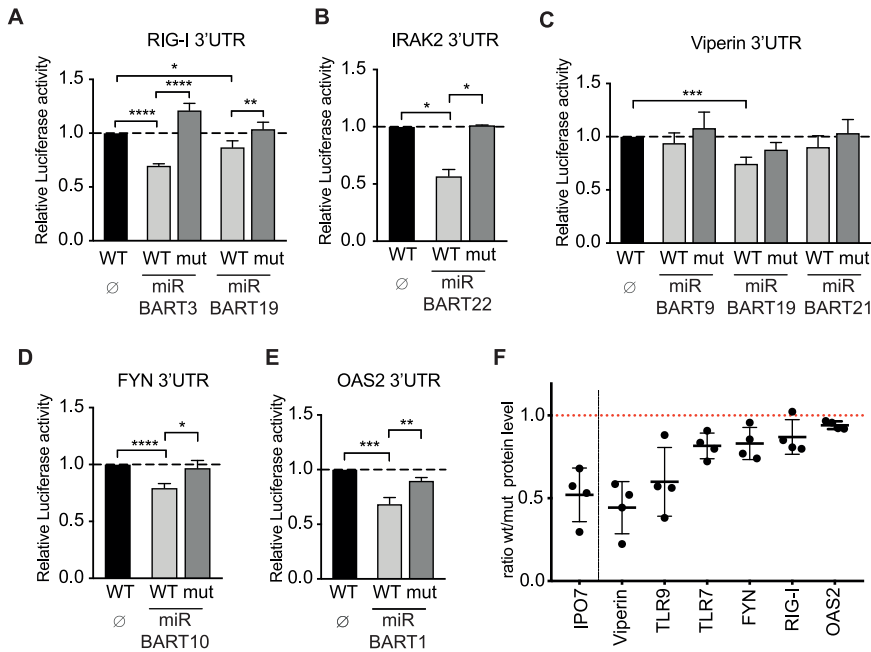 A
RIG-I 3'UTR
Relative Luciferase activity
1.5
1.0
0.5
0.0
*
**** ****
**
WT WT mut WT mut
∅ miR miR
BART3 BART19
B
IRAK2 3'UTR
Relative Luciferase activity
1.5
1.0
0.5
0.0
* *
WT WT mut
∅ miR
BART22
C
Viperin 3'UTR
Relative Luciferase activity
1.5
1.0
0.5
0.0
***
WT WT mut WT mut WT mut
∅ miR miR miR
BART9 BART19 BART21
D
FYN 3'UTR
Relative Luciferase activity
1.5
1.0
0.5
0.0
**** *
WT WT mut
∅ miR
BART10
E
OAS2 3'UTR
Relative Luciferase activity
1.5
1.0
0.5
0.0
*** **
WT WT mut
∅ miR
BART1
F
ratio wt/mut protein level
1.0
0.5
0.0
IPO7
Viperin
TLR9
TLR7
FYN
RIG-I
OAS2